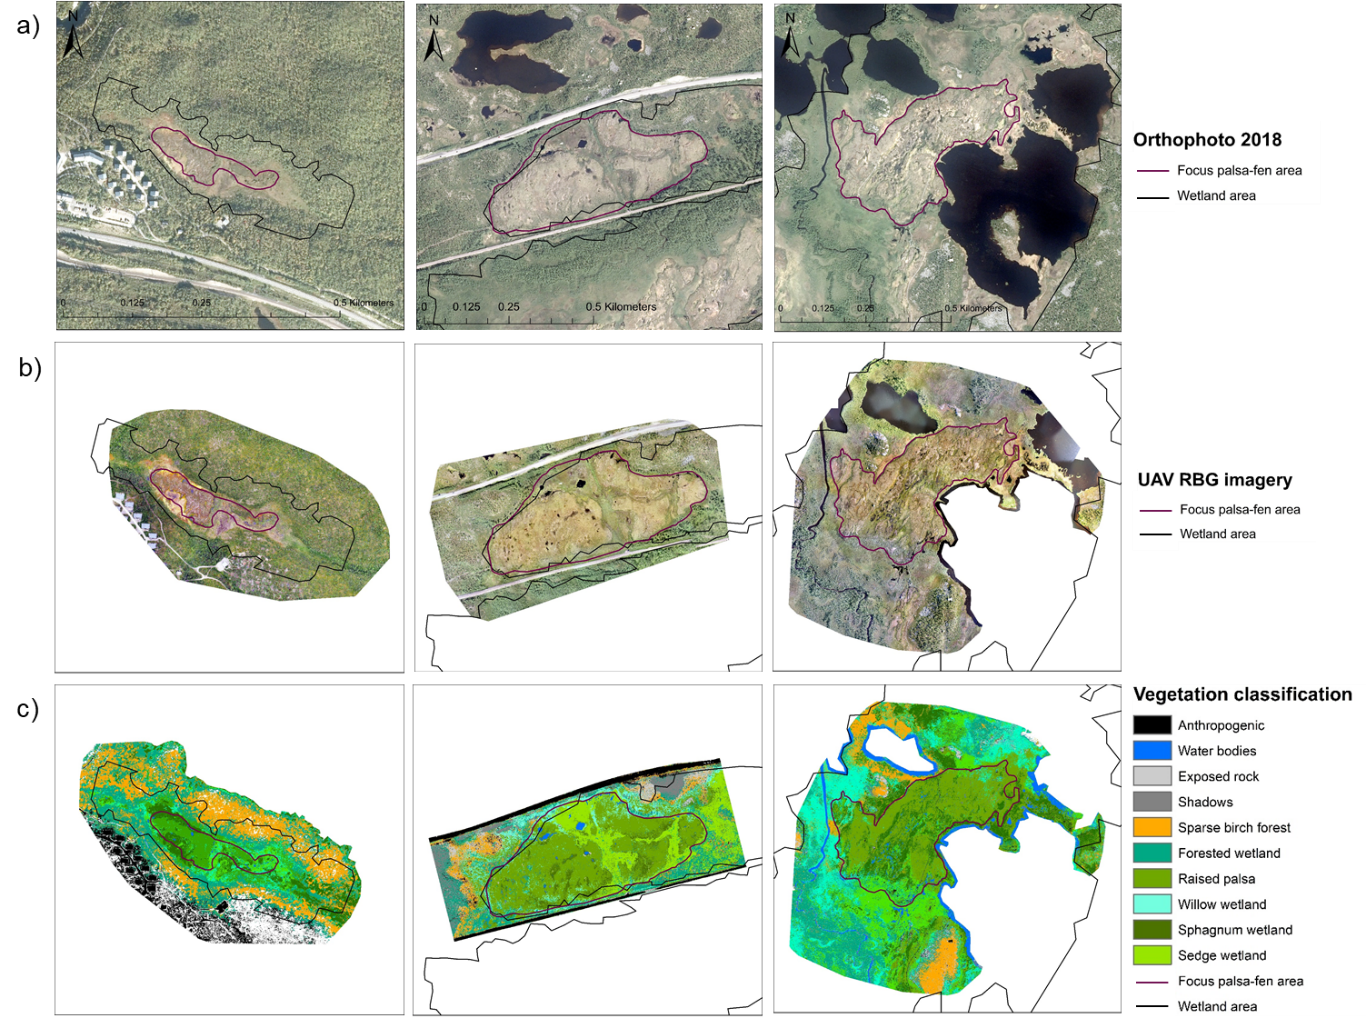 a)
N
0 0.125 0.25 0.5 Kilometers
N
0 0.125 0.25 0.5 Kilometers
N
0 0.125 0.25 0.5 Kilometers
Orthophoto 2018
Focus palsa-fen area
Wetland area
b)
UAV RBG imagery
Focus palsa-fen area
Wetland area
c)
Vegetation classification
Anthropogenic
Water bodies
Exposed rock
Shadows
Sparse birch forest
Forested wetland
Raised palsa
Willow wetland
Sphagnum wetland
Sedge wetland
Focus palsa-fen area
Wetland area